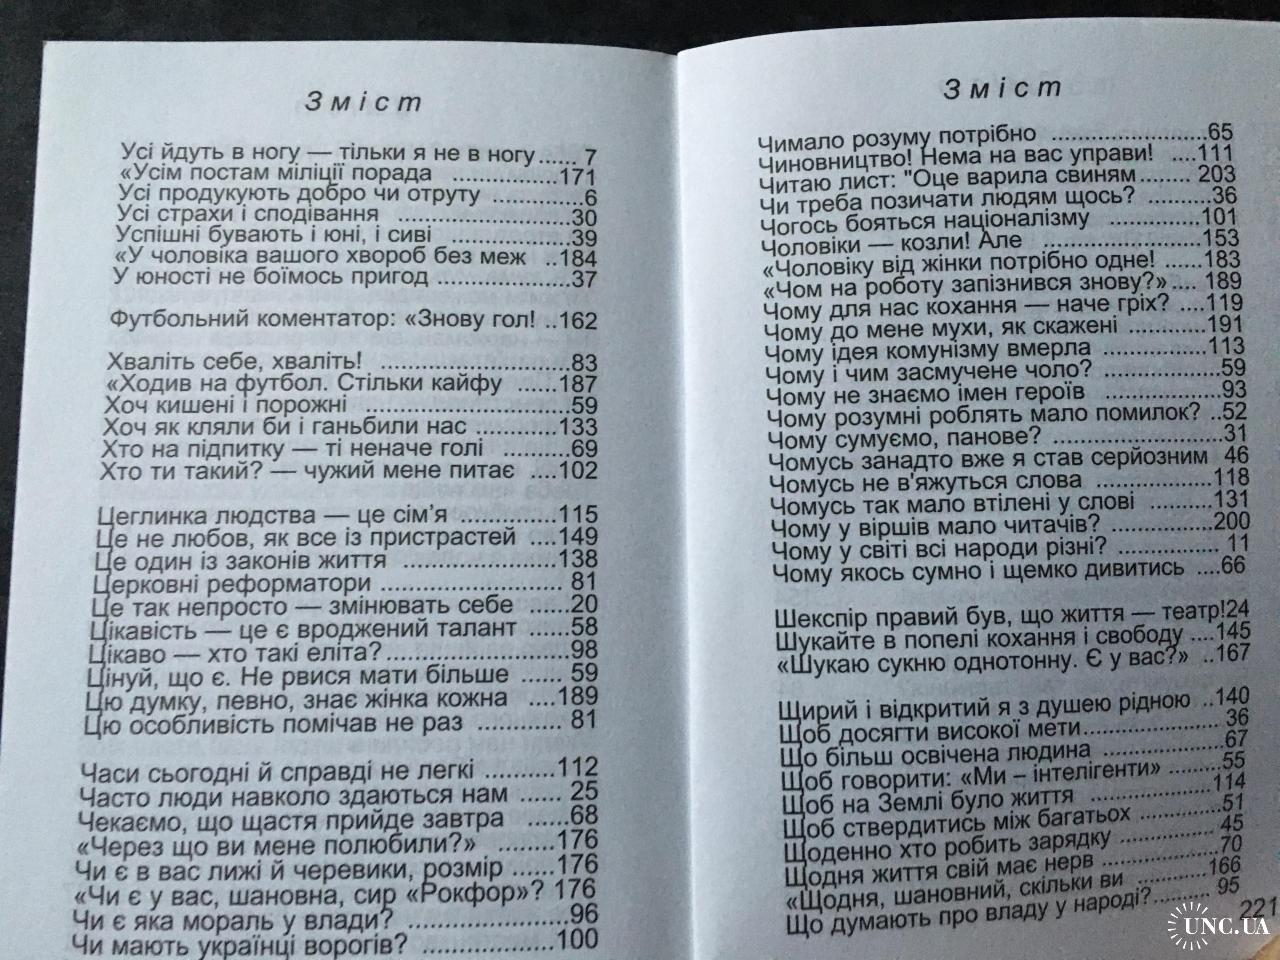 Зміст
Усі йдуть в ногу — тільки я не в ногу...... 7
«Усім постам міліції порада ................171
Усі продукують добро чи отруту .............6
Усі страхи і сподівання ........................30
Успішні бувають і юні, і сиві ................39
«У чоловіка вашого хвороб без меж ..184
У юності не боїмось пригод ..................37
Футбольний коментатор: «Знову гол! ..162
Хваліть себе, хваліть! ..........................83
«Ходив на футбол. Стільки кайфу ......187
Хоч кишені і порожні ............................59
Хоч як кляли би і ганьбили нас ............133
Хто на підпитку — ті неначе голі ............69
Хто ти такий? — чужий мене питає ....102
Цеглинка людства — це сім’я ..............115
Це не любов, як все із пристрастей ....149
Це один із законів життя ....................138
Церковні реформатори ........................ 81
Це так непросто — змінювать себе ......20
Цікавість — це є вроджений талант ......58
Цікаво — хто такі еліта?..........................98
Цінуй, що є. Не рвися мати більше ...... 59
Цю думку, певно, знає жінка кожна ....189
Цю особливість помічав не раз ............ 81
Часи сьогодні й справді не легкі ..........112
Часто люди навколо здаються нам ...... 25
Чекаємо, що щастя прийде завтра ......68
«Через що ви мене полюбили?» ..........176
Чи є в вас лижі й черевики, розмір ......176
«Чи є у вас, шановна, сир «Рокфор»? 176
Чи є яка мораль у влади? ......................96
Чи мають українці ворогів? ..................100
Зміст
Чимало розуму потрібно ........................65
Чиновництво! Нема на вас управи! ....111
Читаю лист: "Оце варила свиням........ 203
Чи треба позичати людям щось? ..........36
Чогось бояться націоналізму ..............101
Чоловіки — козли! Але ........................153
«Чоловіку від жінки потрібно одне! ......183
«Чом на роботу запізнився знову?».... 189
Чому для нас кохання — наче гріх? ....119
Чому до мене мухи, як скажені ............191
Чому ідея комунізму вмерла ................113
Чому і чим засмучене чоло? ..................59
Чому не знаємо імен героїв ..................93
Чому розумні роблять мало помилок? ..52
Чому сумуємо, панове? ........................31
Чомусь занадто вже я став серйозним 46
Чомусь не в'яжуться слова ..................118
Чомусь так мало втілені у слові ..........131
Чому у віршів мало читачів? ................200
Чому у світі всі народи різні? ................ 11
Чому якось сумно і щемко дивитись ....66
Шекспір правий був, що життя — театр!24
Шукайте в попелі кохання і свободу ....145
«Шукаю сукню однотонну. Є у вас?» ..167
Щирий і відкритий я з душею рідною ..140
Щоб досягти високої мети...................... 36
Що більш освічена людина ....................67
Щоб говорити: «Ми – інтелігенти» ........55
Щоб на Землі було життя ....................114
Щоб ствердитись між багатьох ..............51
Щоденно хто робить зарядку ................ 45
Щодня життя свій має нерв .................. 70
«Щодня, шановний, скільки ви ............166
Що думають про владу у народі?.......... 95
221
UNC.UA